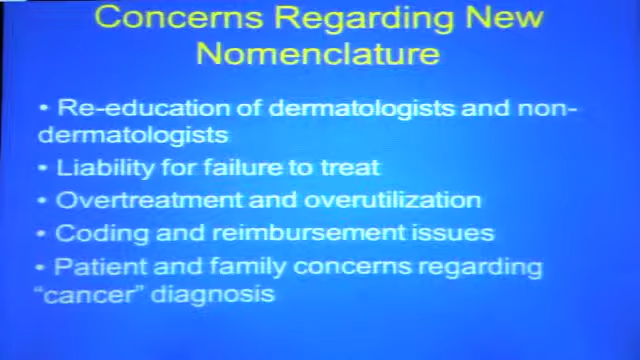 Concerns Regarding New
Nomenclature
• Re-education of dermatologists and non-
dermatologists
• Liability for failure to treat
• Overtreatment and overutilization
• Coding and reimbursement issues
• Patient and family concerns regarding
“cancer” diagnosis